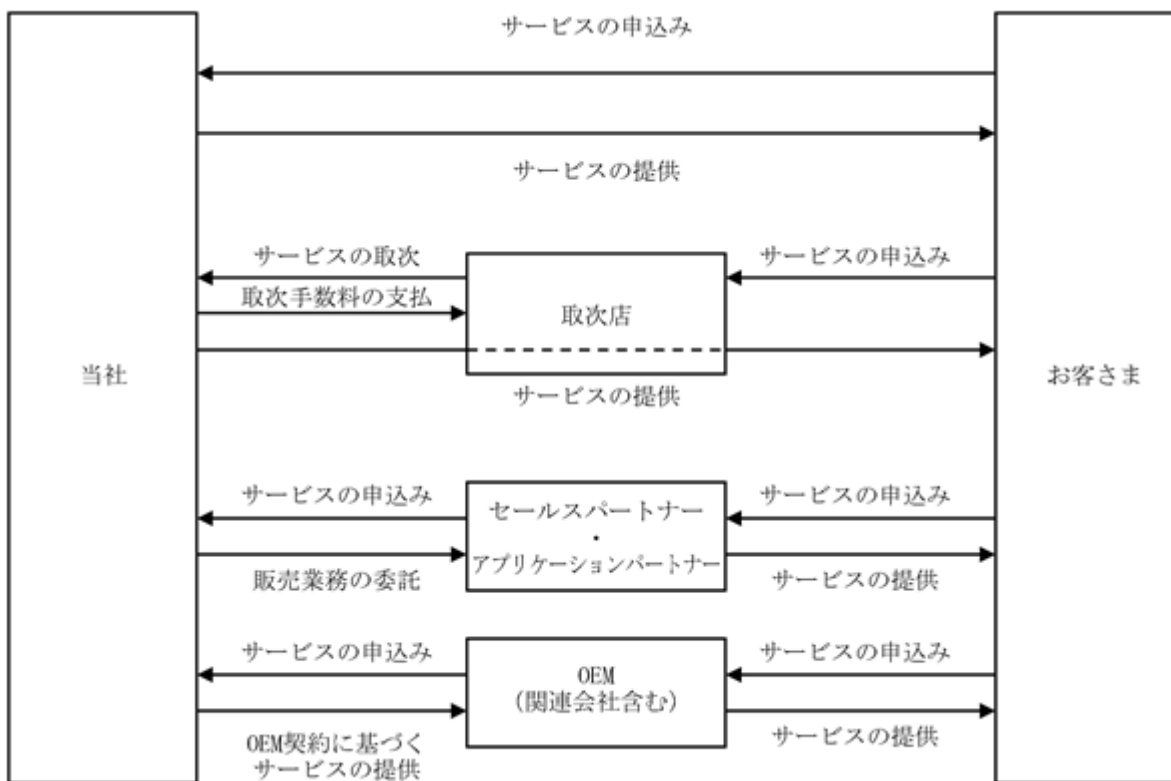 サービスの申込み
サービスの提供
サービスの取次
サービスの申込み
取次手数料の支払
取次店
当社
お客さま
サービスの提供
サービスの申込み
セールスパートナー
・
アプリケーションパートナー
サービスの申込み
販売業務の委託
サービスの提供
サービスの申込み
OEM
(関連会社含む)
サービスの申込み
OEM契約に基づく
サービスの提供
サービスの提供